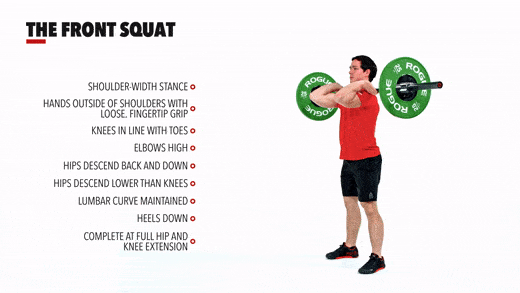 THE FRONT SQUAT
SHOULDER-WIDTH STANCE
HANDS OUTSIDE OF SHOULDERS WITH
LOOSE, FINGERTIP GRIP
KNEES IN LINE WITH TOES
ELBOWS HIGH
HIPS DESCEND BACK AND DOWN
HIPS DESCEND LOWER THAN KNEES
LUMBAR CURVE MAINTAINED
HEELS DOWN
COMPLETE AT FULL HIP AND
KNEE EXTENSION
ROGUE
ROGUE
ROGUE